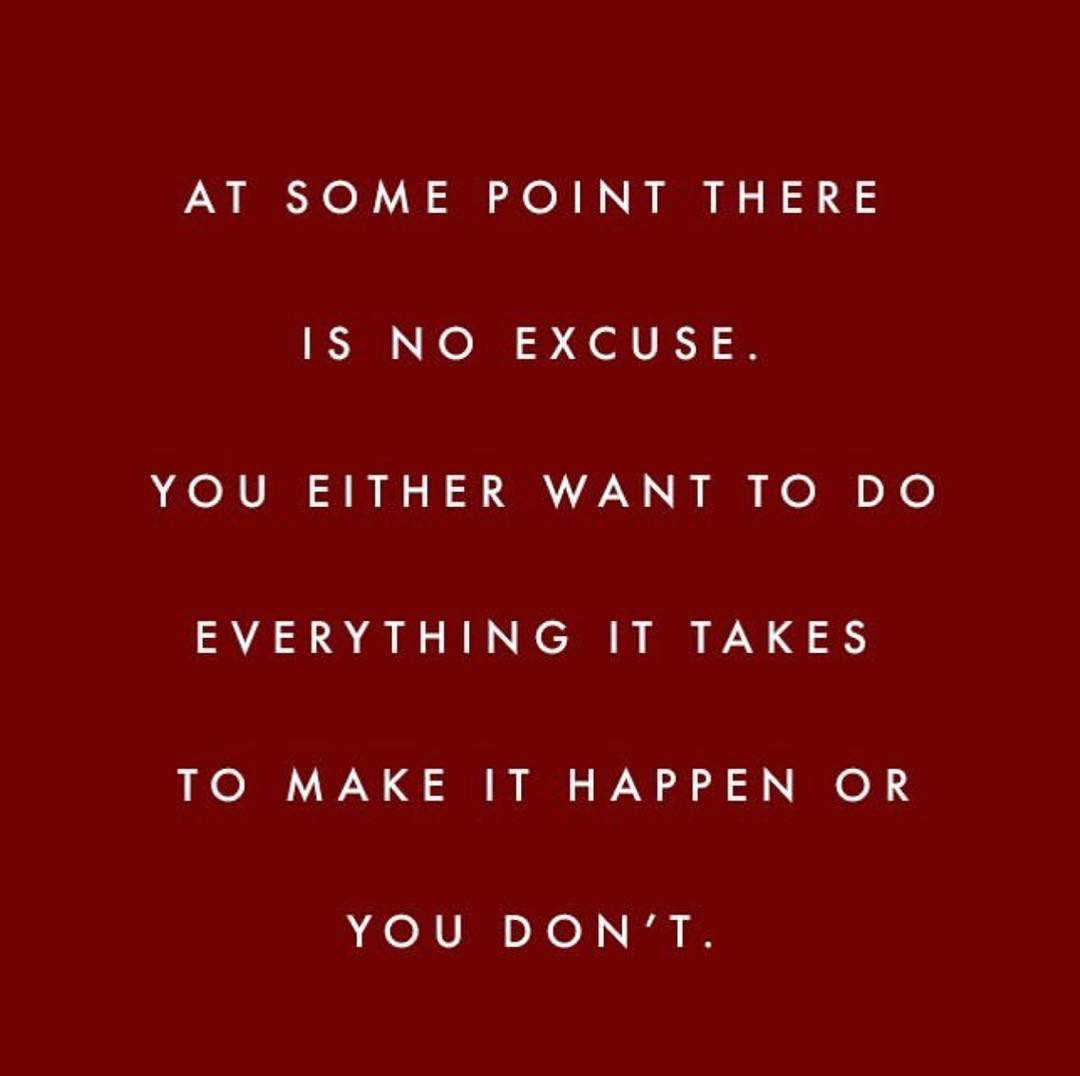 AT SOME POINT THERE
IS NO EXCUSE.
YOU EITHER WANT TO DO
EVERYTHING IT TAKES
TO MAKE IT HAPPEN OR
YOU DON’T.